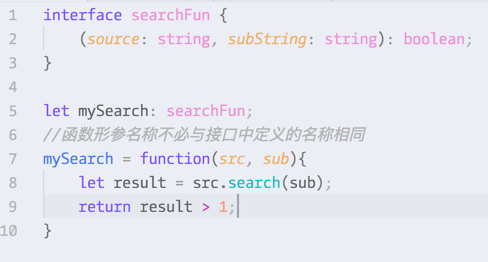 1 interface searchFun {
2     (source: string, subString: string): boolean;
3 }
4
5 let mySearch: searchFun;
6 //函数形参名称不必与接口中定义的名称相同
7 mySearch = function(src, sub){
8     let result = src.search(sub);
9     return result > 1;
10 }